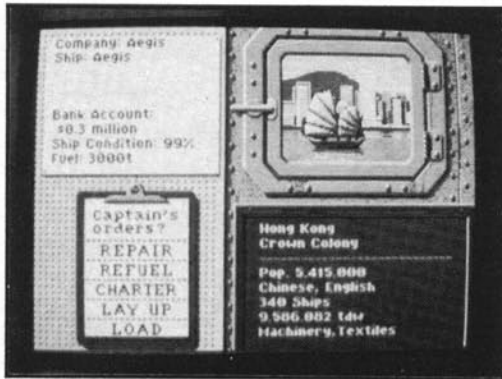 Company: Aegis
Ship: Aegis
Bank Account:
$0.3 million
Ship Condition: 99%
Fuel: 3000t
Captain's
orders?
REPAIR
REFUEL
CHARTER
LAY UP
LOAD
Hong Kong
Crown Colony
Pop. 5.415.000
Chinese, English
340 Ships
9.586.082 tdw
Machinery,Textiles